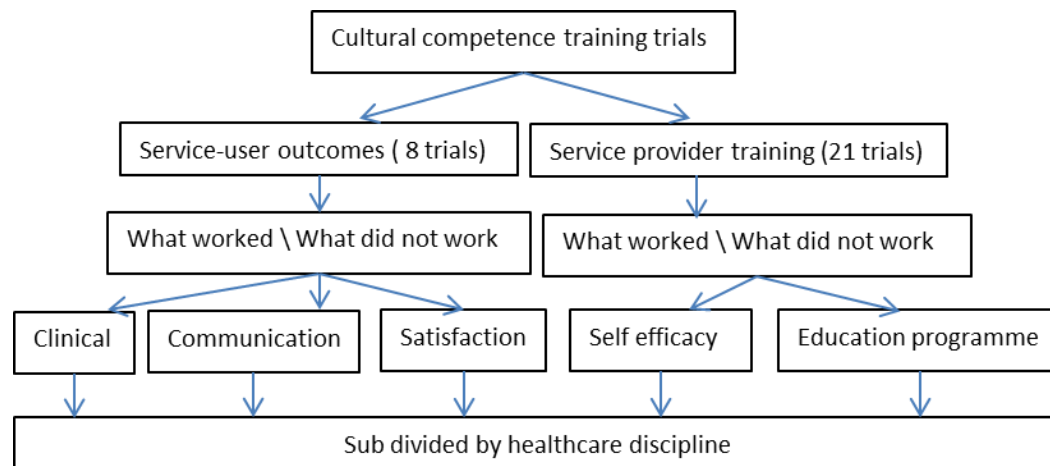 Cultural competence training trials
Service-user outcomes ( 8 trials)
Service provider training (21 trials)
What worked \ What did not work
What worked \ What did not work
Clinical
Communication
Satisfaction
Self efficacy
Education programme
Sub divided by healthcare discipline